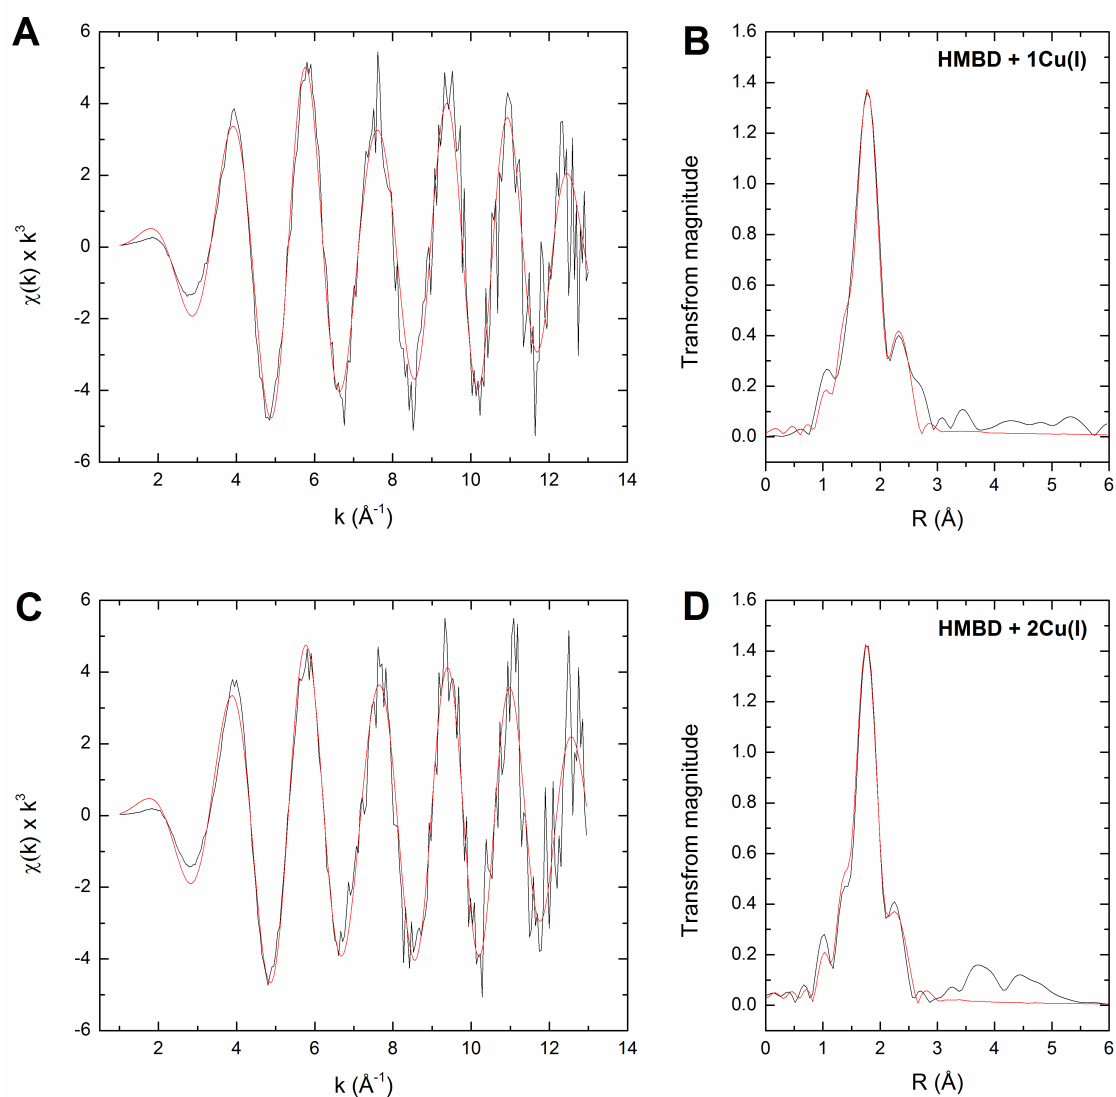 A
6
4
2
0
-2
-4
-6
2 4 6 8 10 12 14
χ(k) x k³
k (Å⁻¹)
B
HMBD + 1Cu(I)
1.6
1.4
1.2
1.0
0.8
0.6
0.4
0.2
0.0
0 1 2 3 4 5 6
Transfrom magnitude
R (Å)
C
6
4
2
0
-2
-4
-6
2 4 6 8 10 12 14
χ(k) x k³
k (Å⁻¹)
D
HMBD + 2Cu(I)
1.6
1.4
1.2
1.0
0.8
0.6
0.4
0.2
0.0
0 1 2 3 4 5 6
Transfrom magnitude
R (Å)